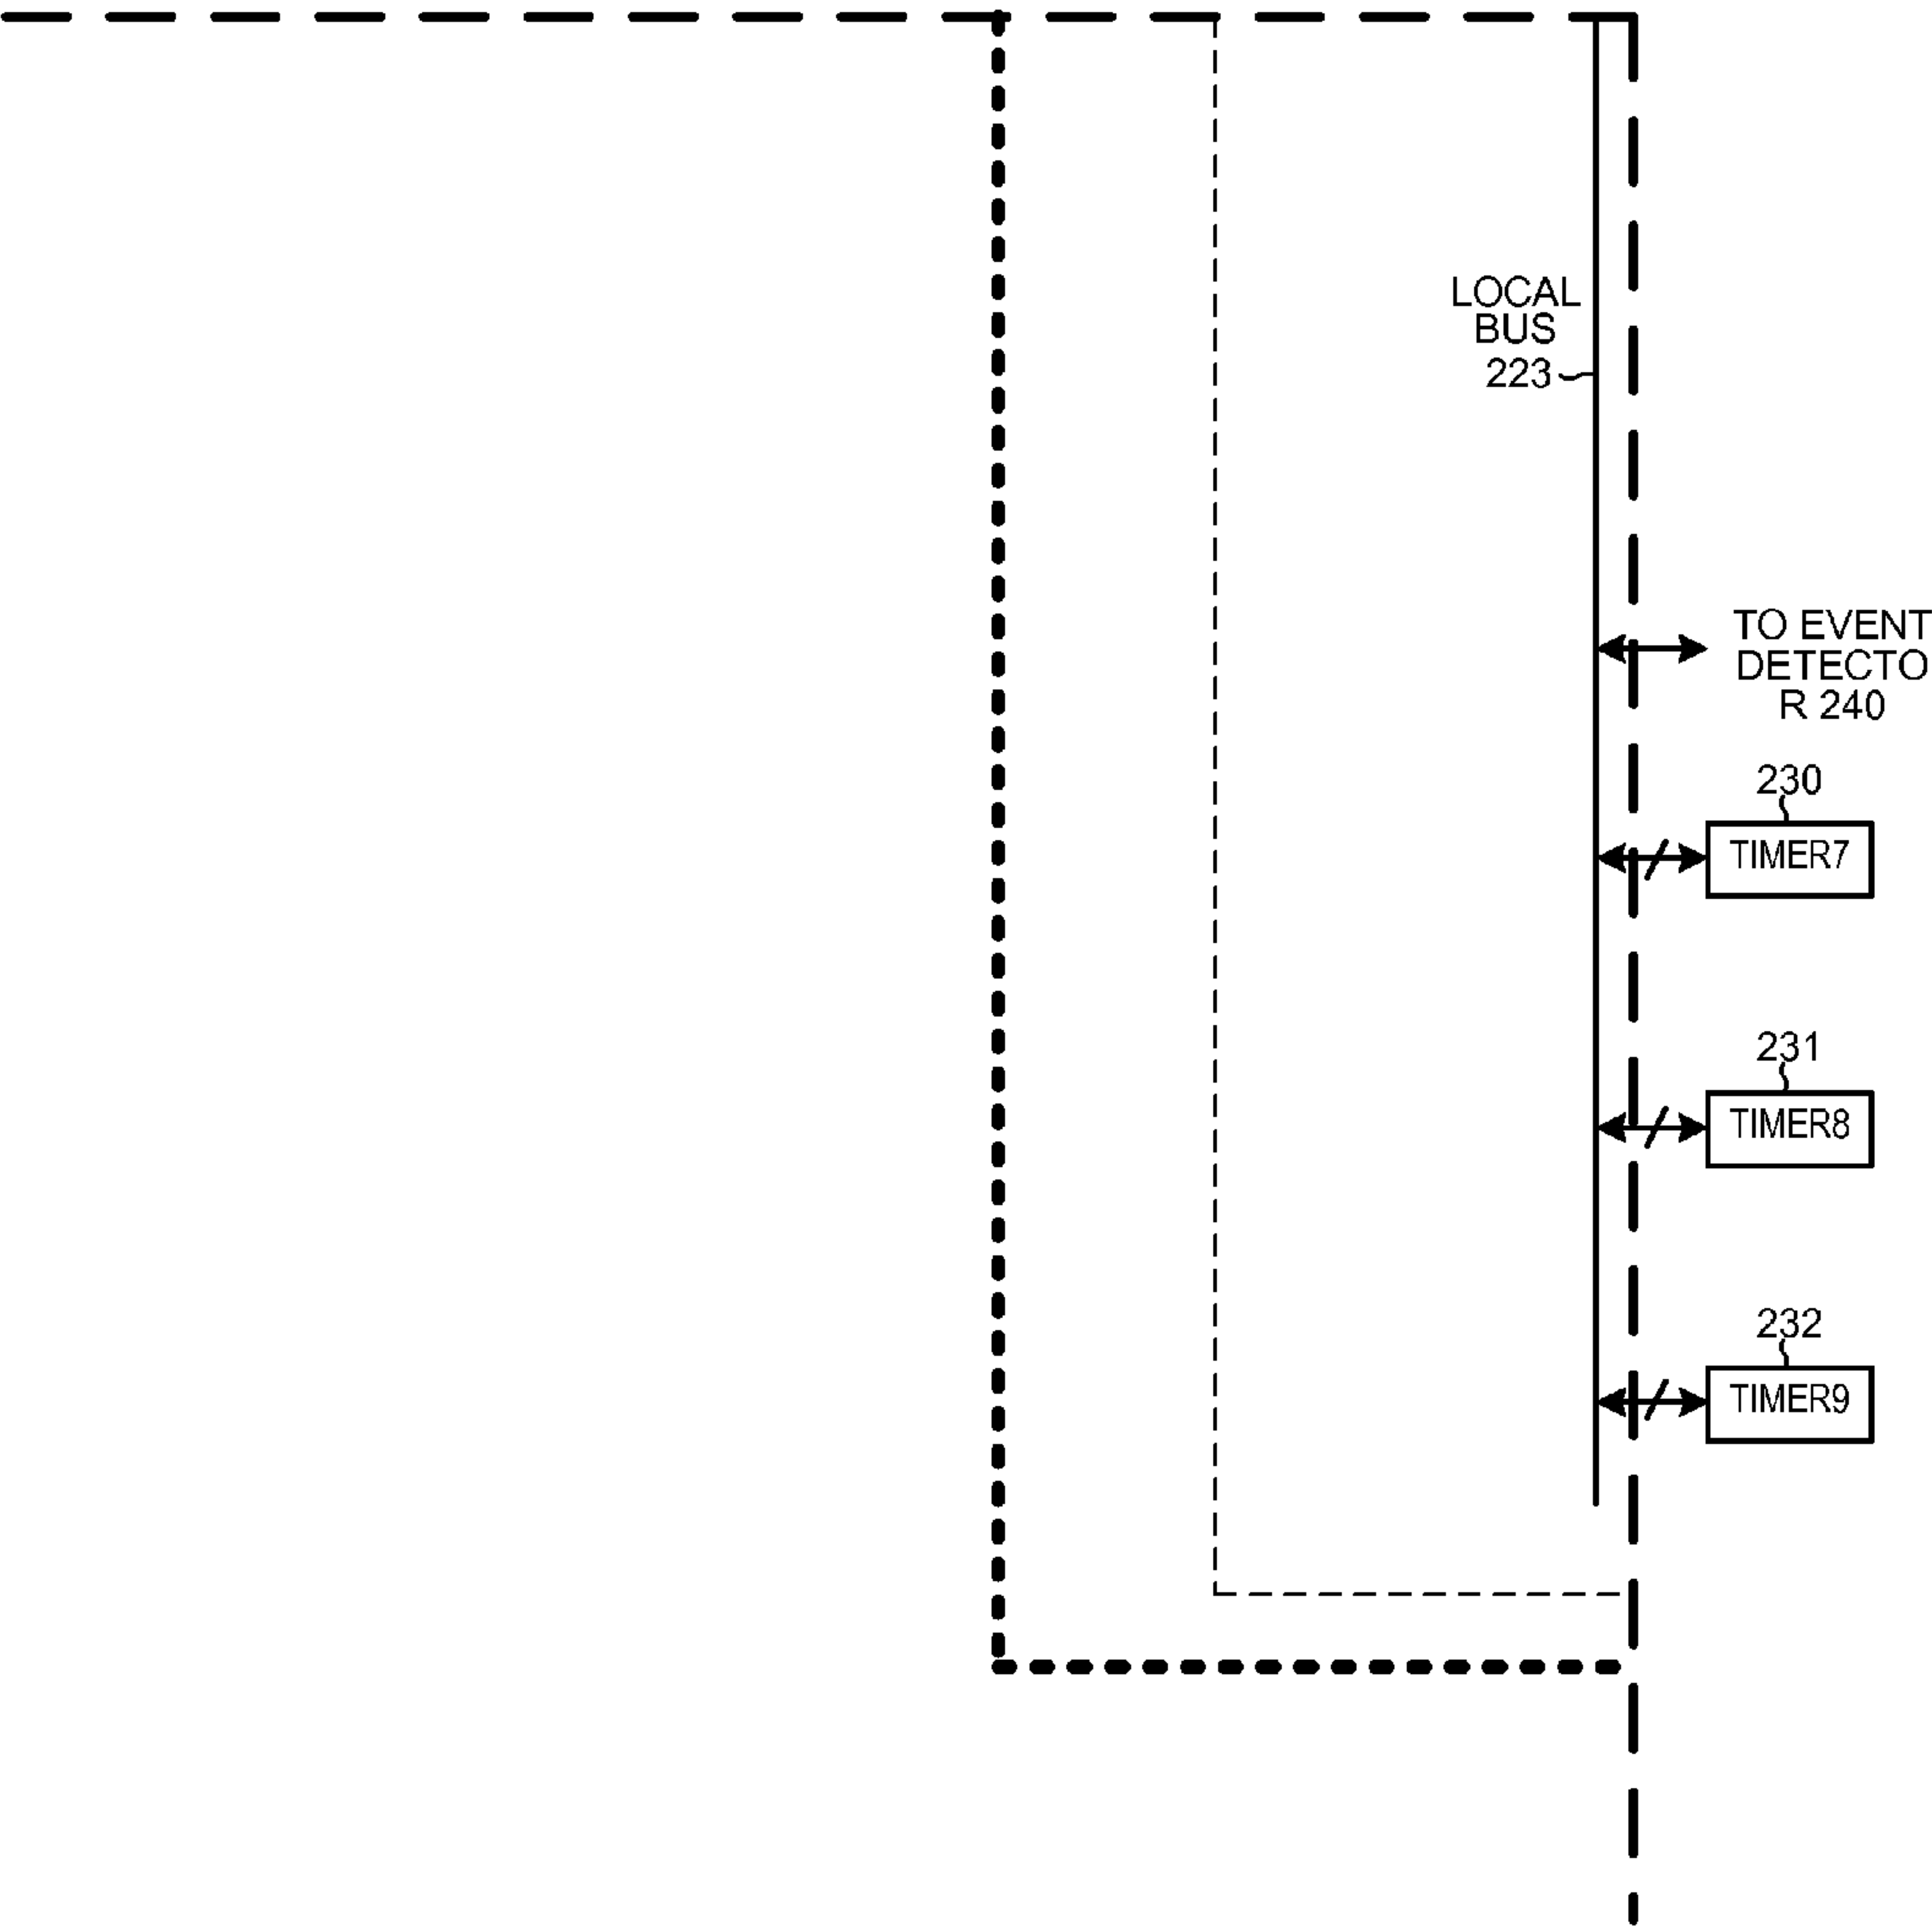 LOCAL
BUS
223
TO EVENT
DETECTO
R 240
230
TIMER7
231
TIMER8
232
TIMER9